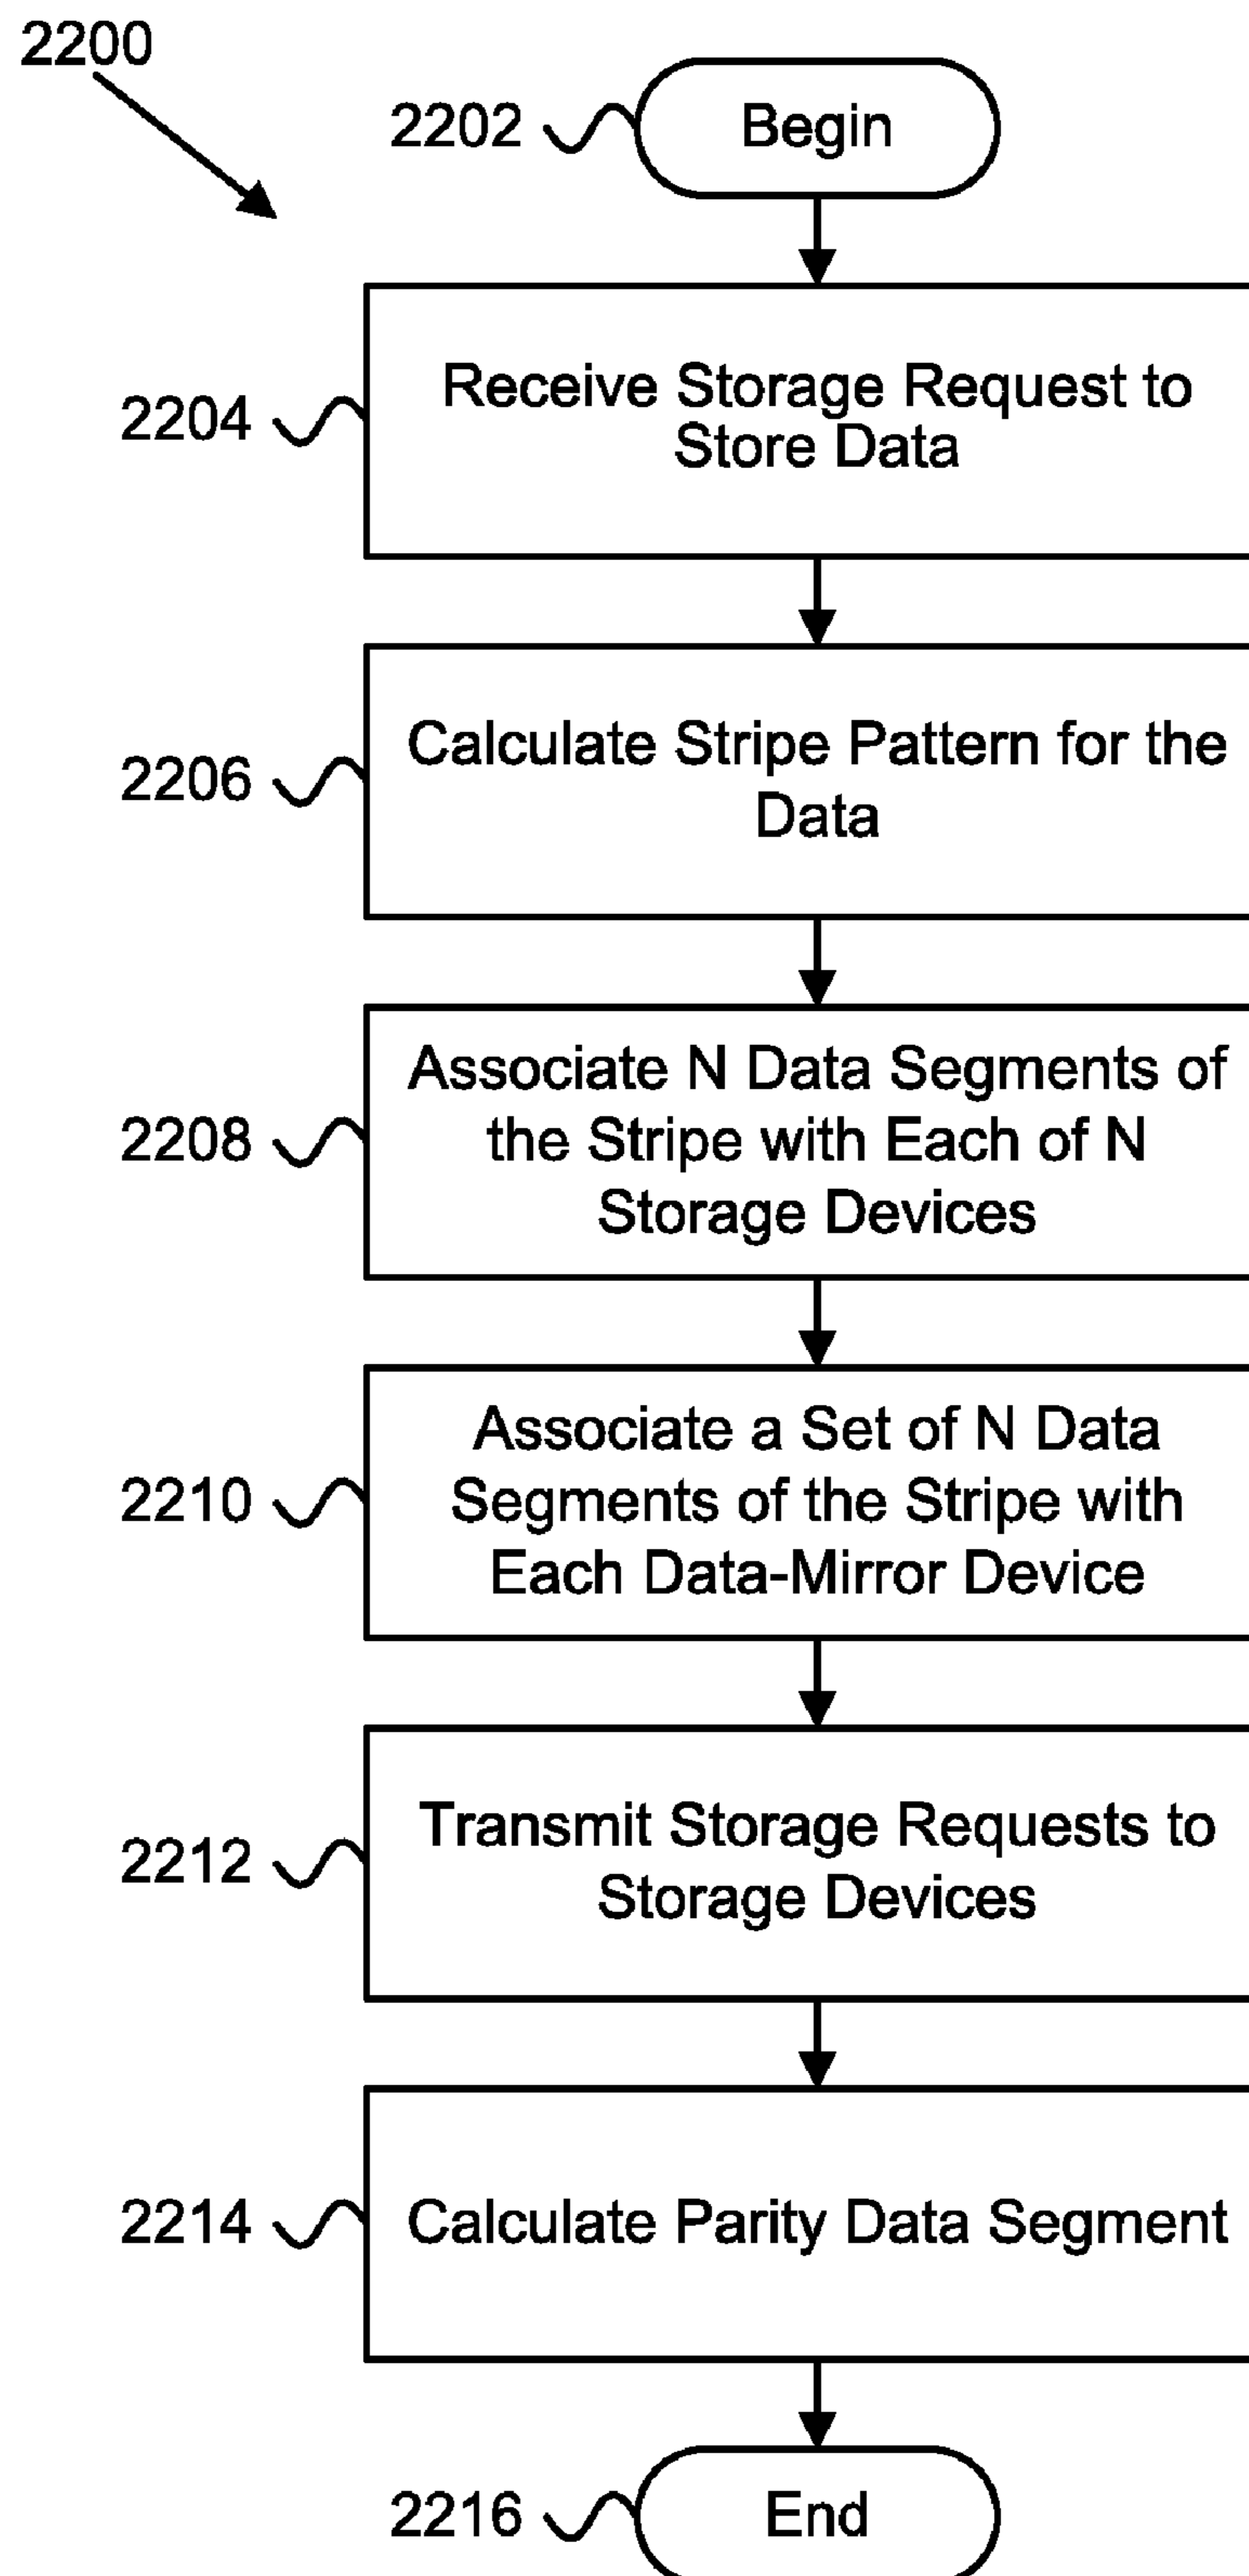 2200
2202
Begin
2204
Receive Storage Request to
Store Data
2206
Calculate Stripe Pattern for the
Data
2208
Associate N Data Segments of
the Stripe with Each of N
Storage Devices
2210
Associate a Set of N Data
Segments of the Stripe with
Each Data-Mirror Device
2212
Transmit Storage Requests to
Storage Devices
2214
Calculate Parity Data Segment
2216
End